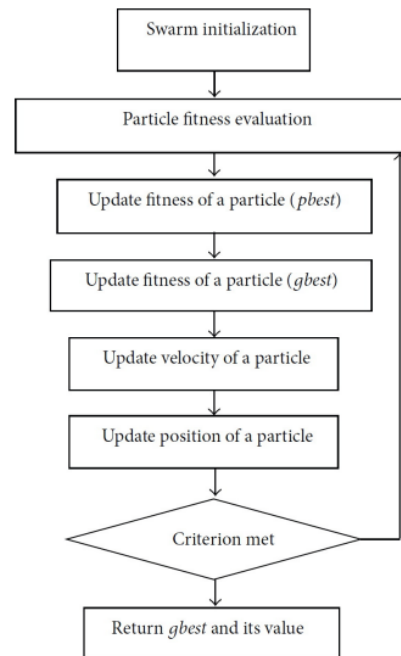 Swarm initialization
Particle fitness evaluation
Update fitness of a particle (pbest)
Update fitness of a particle (gbest)
Update velocity of a particle
Update position of a particle
Criterion met
Return gbest and its value